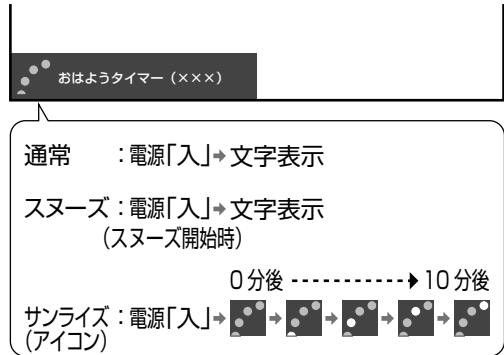 おはようタイマー（×××）
通常　：電源「入」➔文字表示
スヌーズ：電源「入」➔文字表示
（スヌーズ開始時）
0分後 ------------▶10分後
サンライズ：電源「入」➔ ➔ ➔ ➔ ➔
（アイコン）